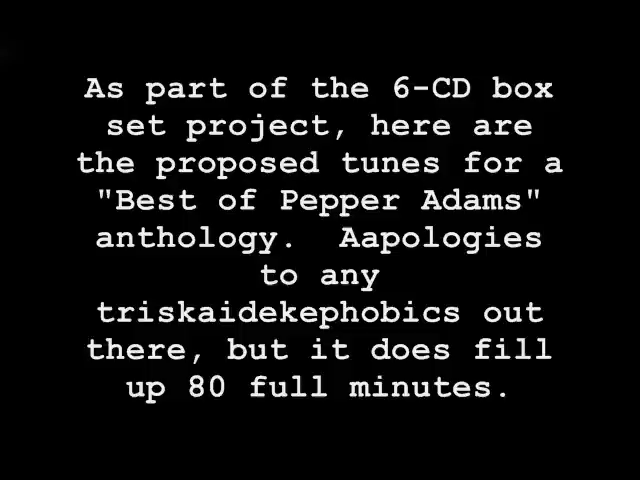 As part of the 6-CD box
set project, here are
the proposed tunes for a
"Best of Pepper Adams"
anthology.  Aapologies
to any
triskaidekephobics out
there, but it does fill
up 80 full minutes.